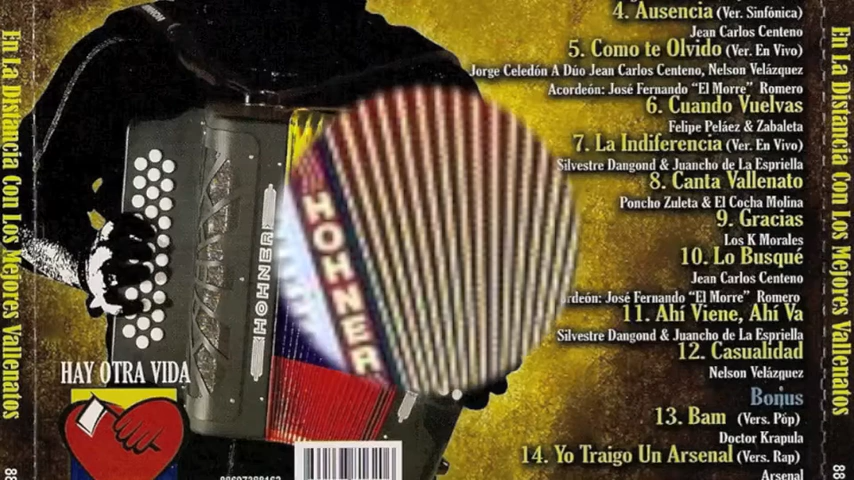 En La Distancia Con Los Mejores Vallenatos
4. Ausencia (Ver. Sinfónica)
Jean Carlos Centeno
5. Como te Olvido (Ver. En Vivo)
Jorge Celedón A Dúo Jean Carlos Centeno, Nelson Velázquez
Acordeón: José Fernando “El Morre” Romero
6. Cuando Vuelvas
Felipe Peláez & Zabaleta
7. La Indiferencia (Ver. En Vivo)
Silvestre Dangond & Juancho de La Espriella
8. Canta Vallenato
Poncho Zuleta & El Cocha Molina
9. Gracias
Los K Morales
10. Lo Busqué
Jean Carlos Centeno
ordeón: José Fernando “El Morre” Romero
11. Ahí Viene, Ahí Va
Silvestre Dangond & Juancho de La Espriella
12. Casualidad
Nelson Velázquez
Bonus
13. Bam (Vers. Póp)
Doctor Krapula
14. Yo Traigo Un Arsenal (Vers. Rap)
Arsenal
HOHNER
HOHNER
HAY OTRA VIDA
En La Distancia Con Los Mejores Vallenatos
88
88